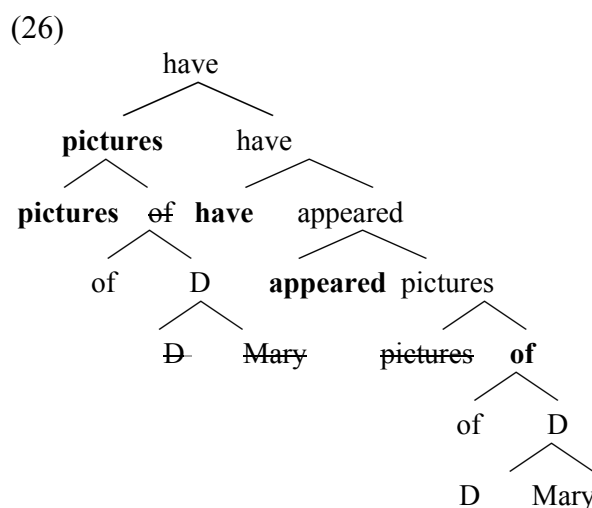 (26)
have
pictures have
pictures of have appeared
of D appeared pictures
D Mary pictures of
of D
D Mary